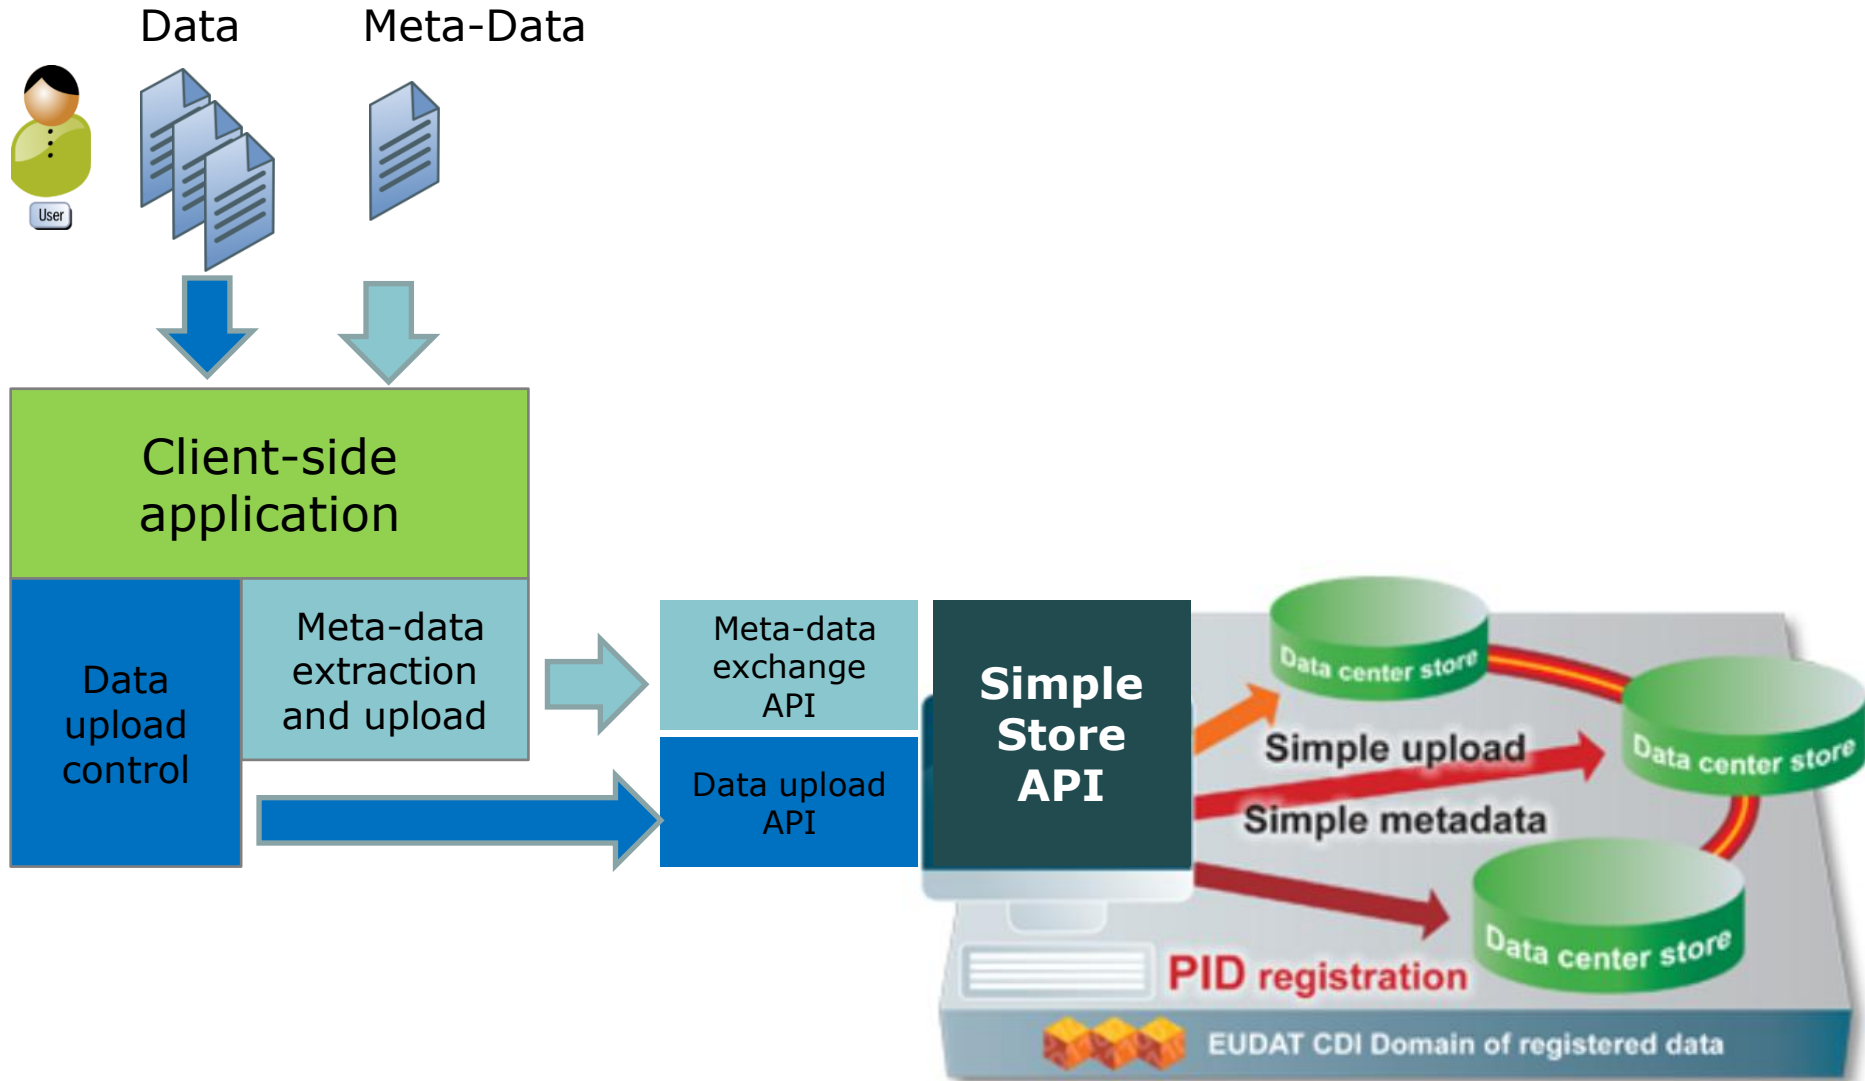 Data
Meta-Data
User
Client-side
application
Data
upload
control
Meta-data
extraction
and upload
Meta-data
exchange
API
Data upload
API
Simple
Store
API
Data center store
Simple upload
Data center store
Simple metadata
Data center store
PID registration
EUDAT CDI Domain of registered data